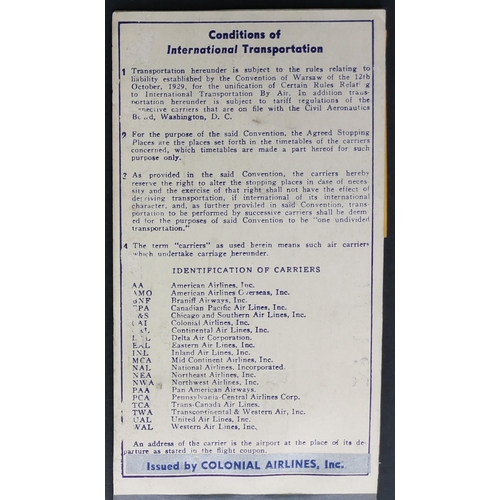 Conditions of
International Transportation
1 Transportation hereunder is subject to the rules relating to
liability established by the Convention of Warsaw of the 12th
October, 1929, for the unification of Certain Rules Relating
to International Transportation By Air. In addition trans-
portation hereunder is subject to tariff regulations of the
respective carriers that are on file with the Civil Aeronautics
Board, Washington, D. C.
2 For the purpose of the said Convention, the Agreed Stopping
Places are the places set forth in the timetables of the carriers
concerned, which timetables are made a part hereof for such
purpose only.
As provided in the said Convention, the carriers hereby
reserve the right to alter the stopping places in case of neces-
sity and the exercise of that right shall not have the effect of
depriving transportation, if international of its international
character, and, as further provided in said Convention, trans-
portation to be performed by successive carriers shall be deem-
ed for the purposes of said Convention to be "one undivided
transportation."
4 The term "carriers" as used herein means such air carriers
which undertake carriage hereunder.
IDENTIFICATION OF CARRIERS
AA American Airlines, Inc.
AMO American Airlines Overseas, Inc.
BNF Braniff Airways, Inc.
CPA Canadian Pacific Air Lines, Inc.
C&S Chicago and Southern Air Lines, Inc.
CAI Colonial Airlines, Inc.
CAL Continental Air Lines, Inc.
DAL Delta Air Corporation.
EAL Eastern Air Lines, Inc.
INL Inland Air Lines, Inc.
MCA Mid Continent Airlines, Inc.
NAL National Airlines, Incorporated.
NEA Northeast Airlines, Inc.
NWA Northwest Airlines, Inc.
PAA Pan American Airways.
PCA Pennsylvania-Central Airlines Corp.
TCA Trans-Canada Air Lines.
TWA Transcontinental & Western Air, Inc.
UAL United Air Lines, Inc.
WAL Western Air Lines, Inc.
An address of the carrier is the airport at the place of its de-
parture as stated in the flight coupon.
Issued by COLONIAL AIRLINES, Inc.